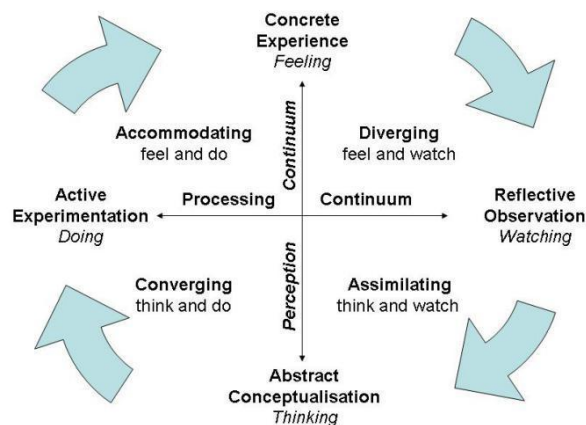 Concrete
Experience
Feeling
Continuum
Accommodating
feel and do
Diverging
feel and watch
Active
Experimentation
Doing
Processing
Continuum
Reflective
Observation
Watching
Perception
Converging
think and do
Assimilating
think and watch
Abstract
Conceptualisation
Thinking